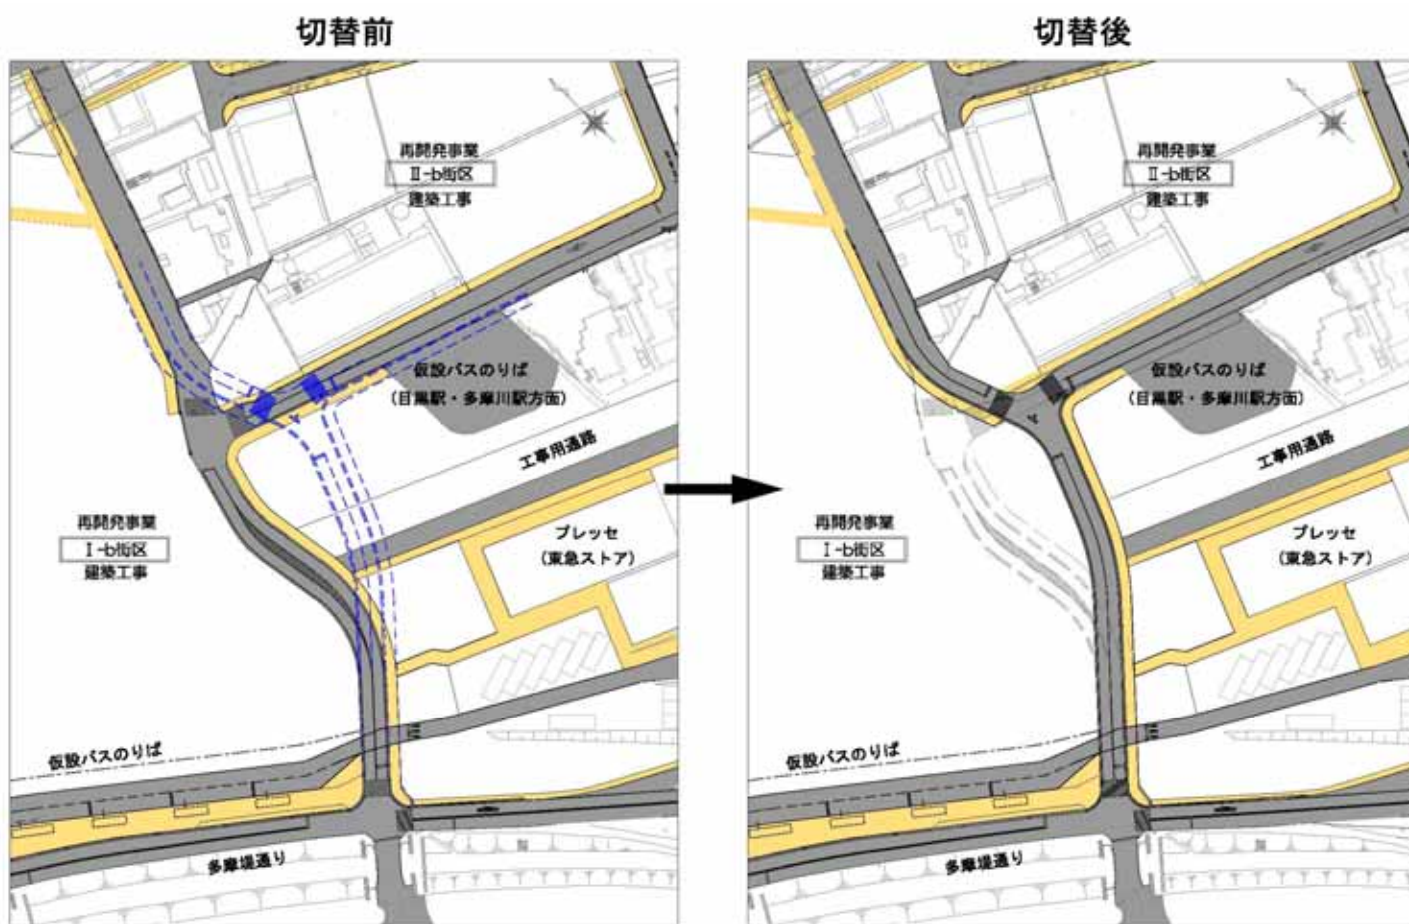 切替前
再開発事業
Ⅱ-b街区
建築工事
仮設バスのりば
(目黒駅・多摩川駅方面)
工事用通路
再開発事業
Ⅰ-b街区
建築工事
プレッセ
(東急ストア)
仮設バスのりば
多摩堤通り
切替後
再開発事業
Ⅱ-b街区
建築工事
仮設バスのりば
(目黒駅・多摩川駅方面)
工事用通路
再開発事業
Ⅰ-b街区
建築工事
プレッセ
(東急ストア)
仮設バスのりば
多摩堤通り